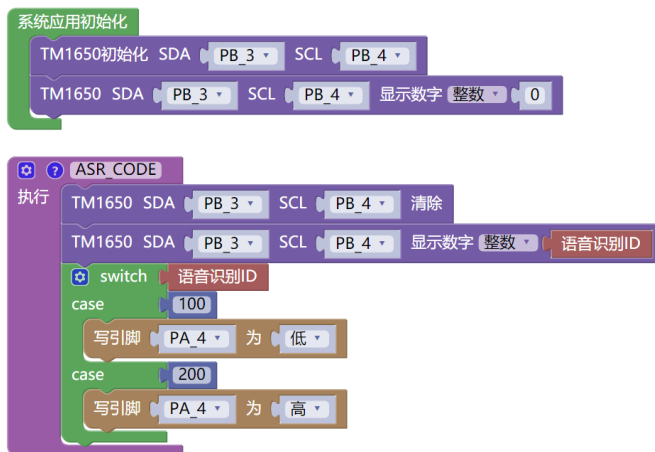 系统应用初始化
TM1650初始化 SDA PB_3 SCL PB_4
TM1650 SDA PB_3 SCL PB_4 显示数字 整数 0
? ASR_CODE
执行
TM1650 SDA PB_3 SCL PB_4 清除
TM1650 SDA PB_3 SCL PB_4 显示数字 整数 语音识别ID
switch 语音识别ID
case 100
写引脚 PA_4 为 低
case 200
写引脚 PA_4 为 高